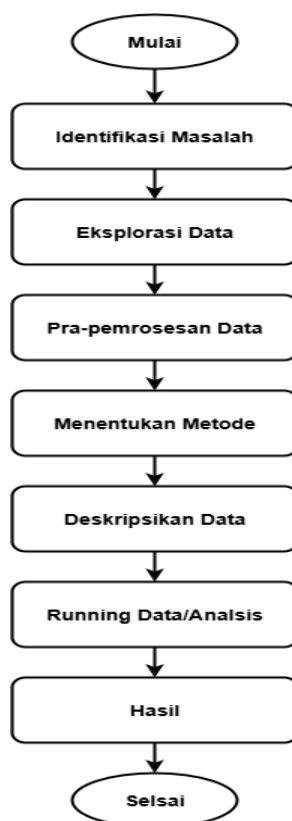 Mulai
Identifikasi Masalah
Eksplorasi Data
Pra-pemrosesan Data
Menentukan Metode
Deskripsikan Data
Running Data/Analsis
Hasil
Selsai